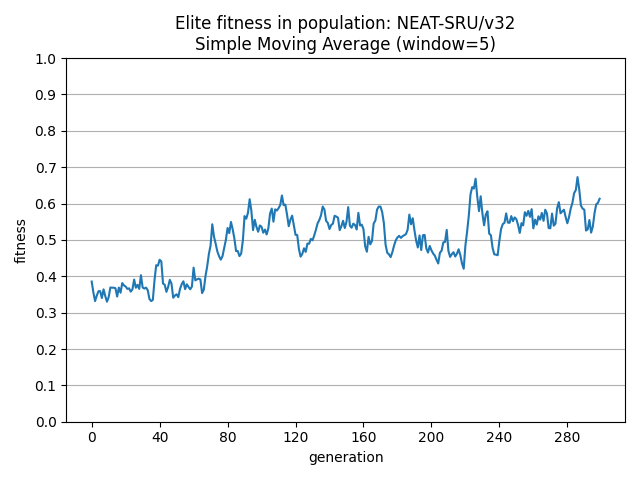 Elite fitness in population: NEAT-SRU/v32
Simple Moving Average (window=5)
1.0
0.9
0.8
0.7
0.6
0.5
0.4
0.3
0.2
0.1
0.0
fitness
0 40 80 120 160 200 240 280
generation